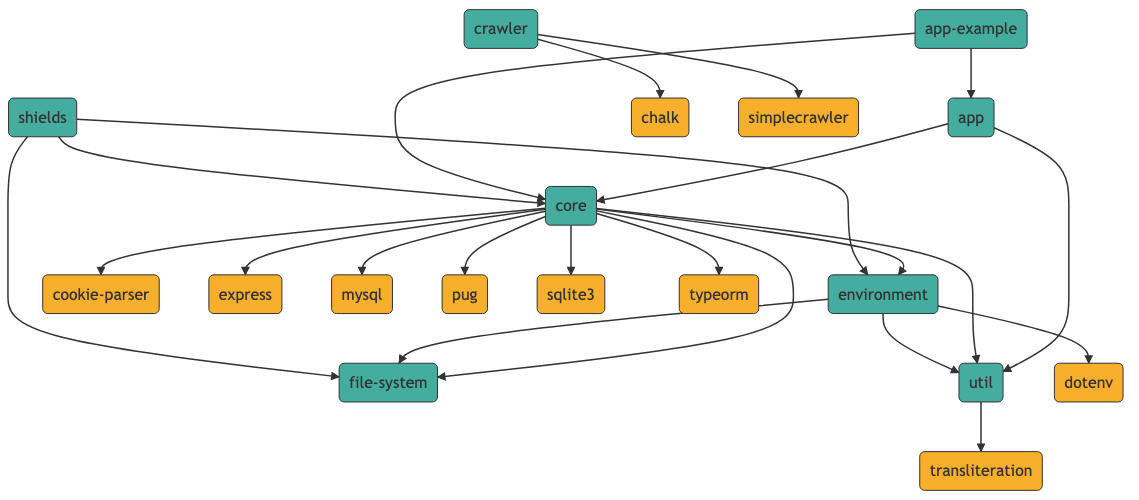 crawler
app-example
shields
chalk
simplecrawler
app
core
cookie-parser
express
mysql
pug
sqlite3
typeorm
environment
file-system
util
dotenv
transliteration